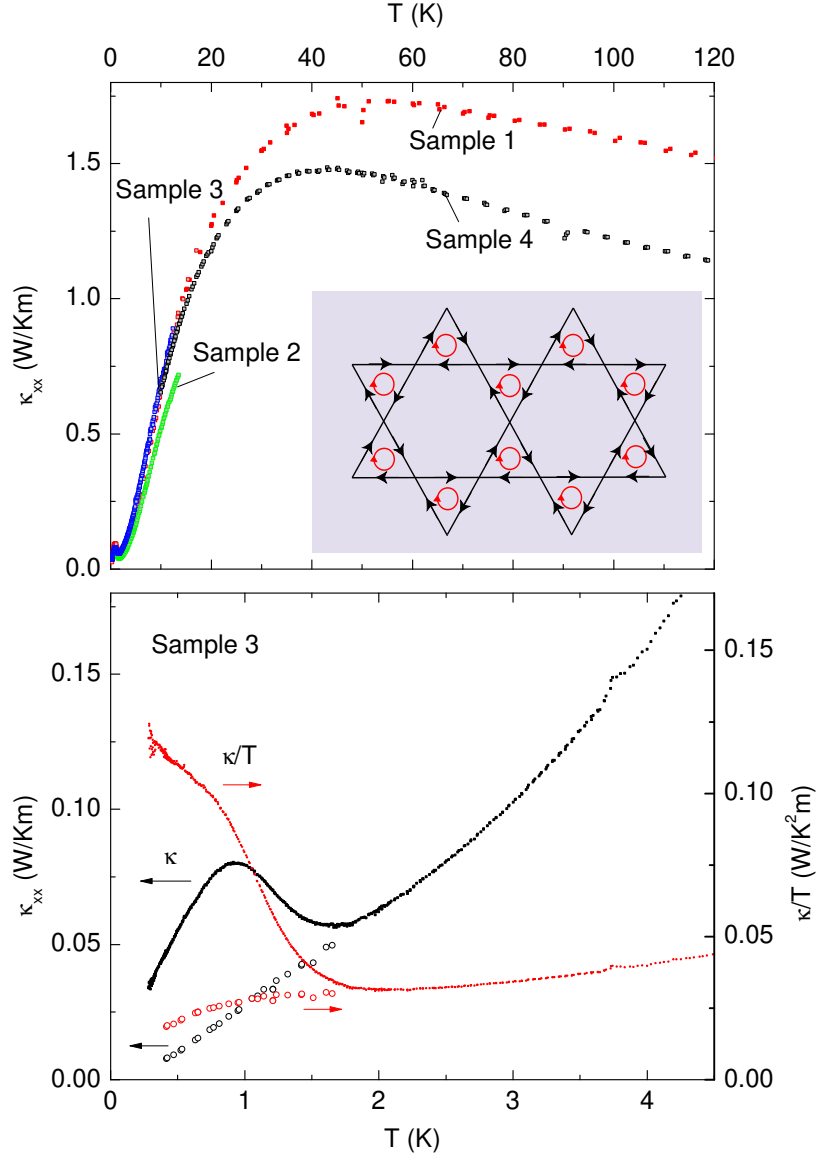 T (K)
0 20 40 60 80 100 120
Sample 1
1.5
Sample 3
Sample 4
1.0
Sample 2
κxx (W/Km)
0.5
0.0
Sample 3
0.15 0.15
κ/T
0.10 0.10
κxx (W/Km)
κ
κ/T (W/K²m)
0.05 0.05
0.00 0.00
0 1 2 3 4
T (K)